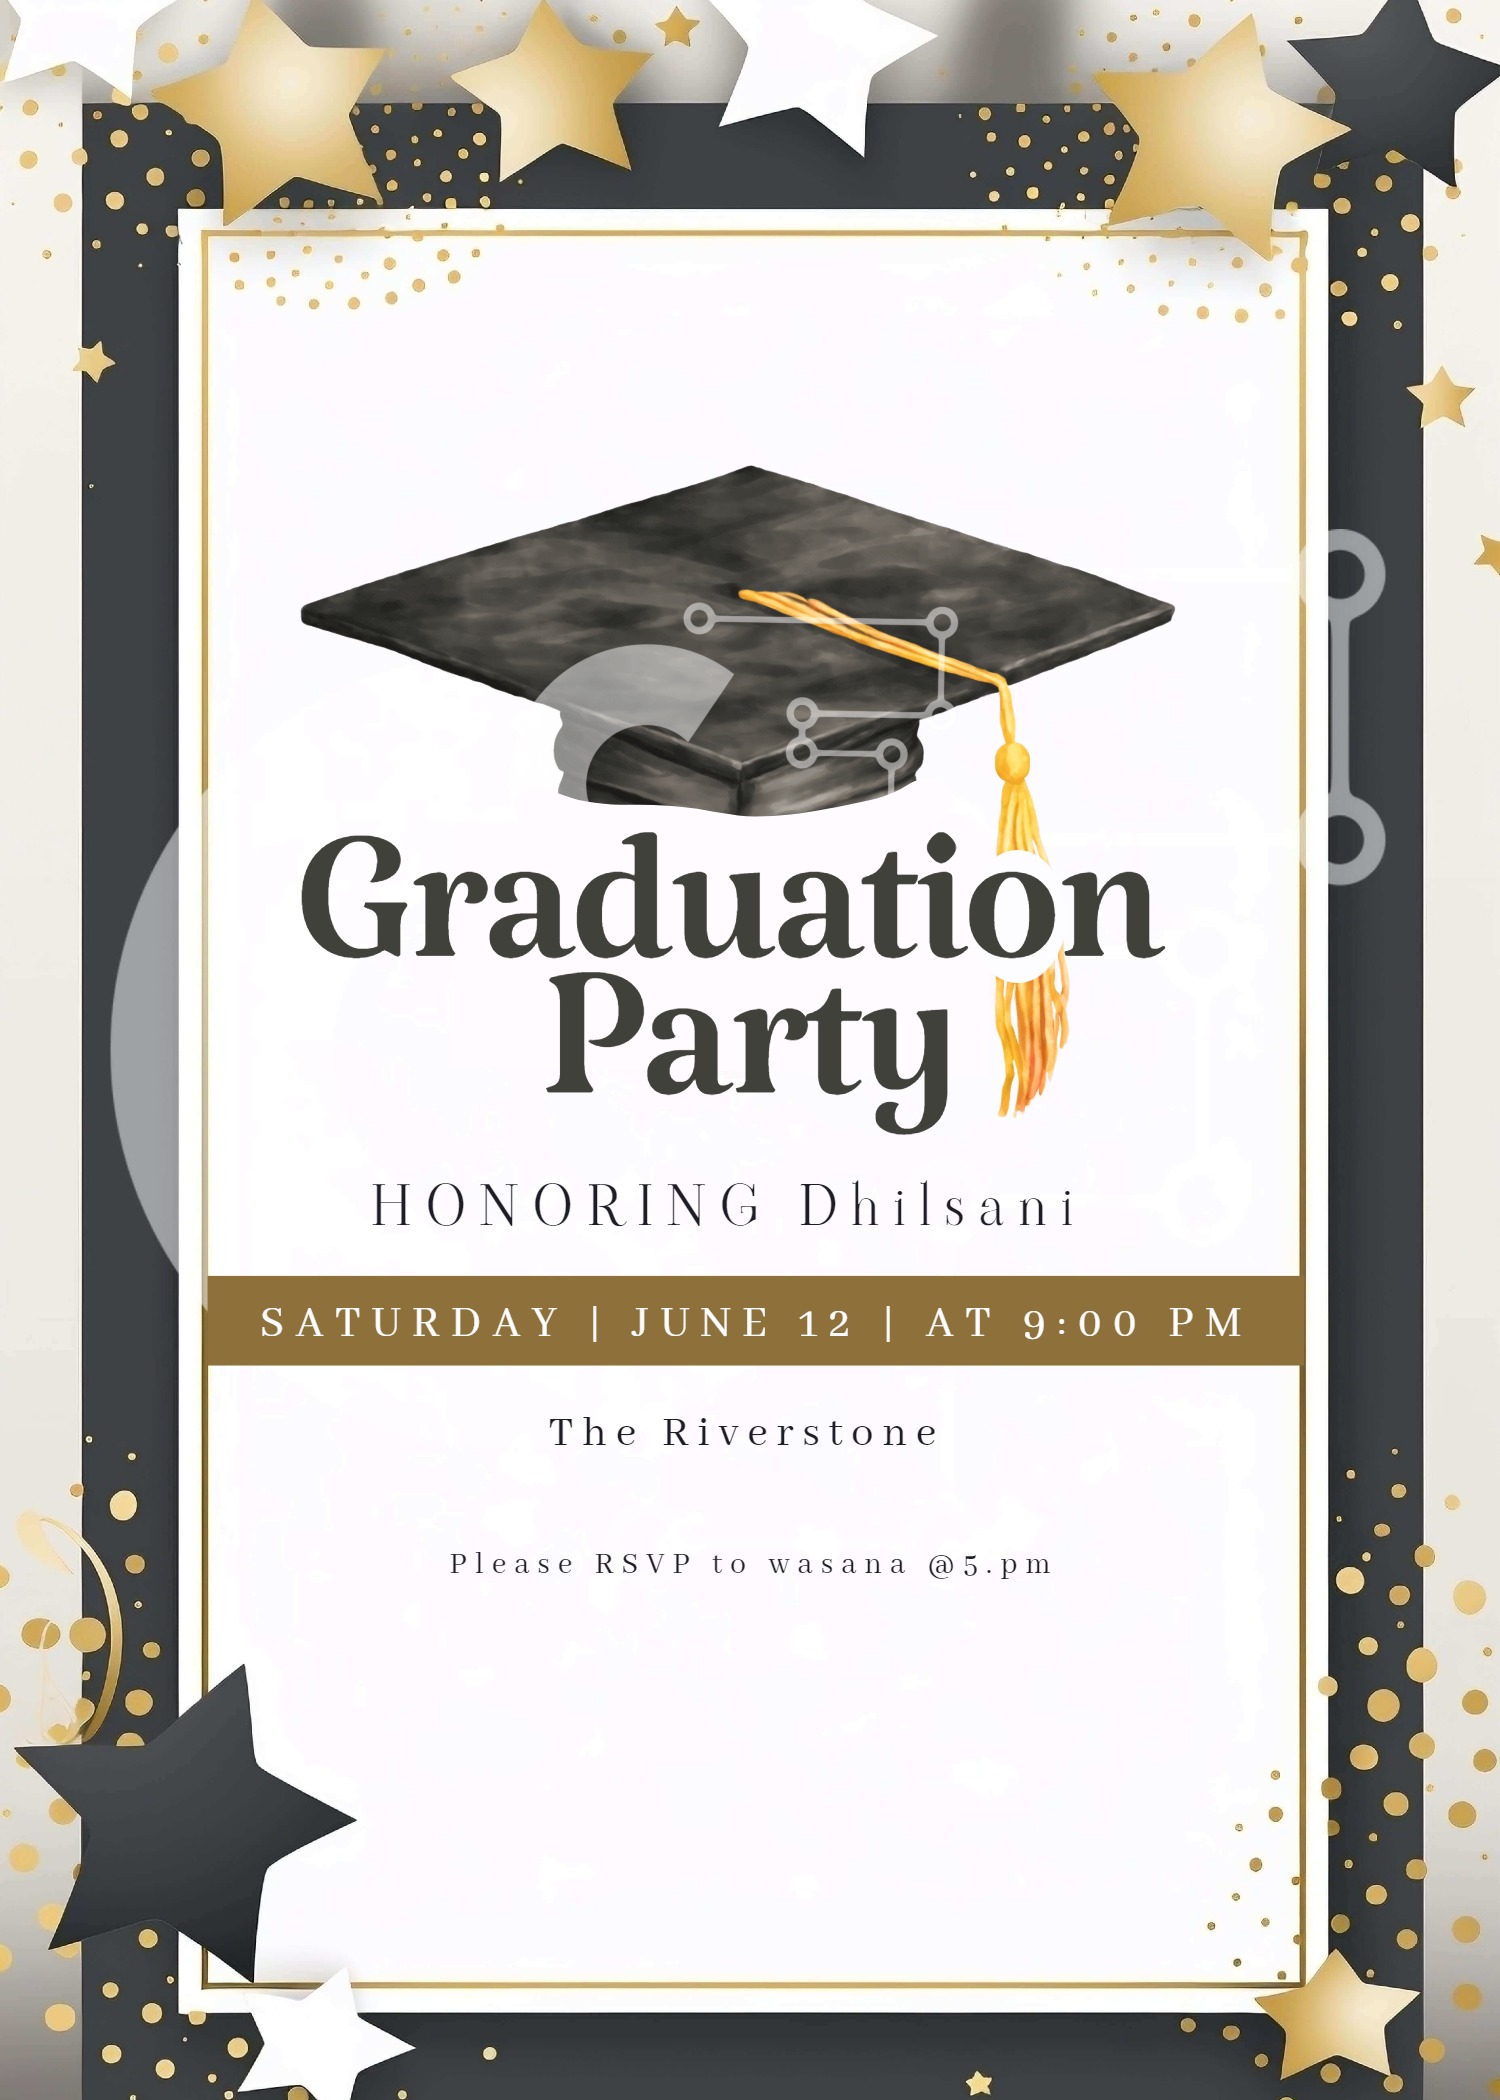 Graduation
Party
HONORING Dhilsani
SATURDAY | JUNE 12 | AT 9:00 PM
The Riverstone
Please RSVP to wasana @5.pm